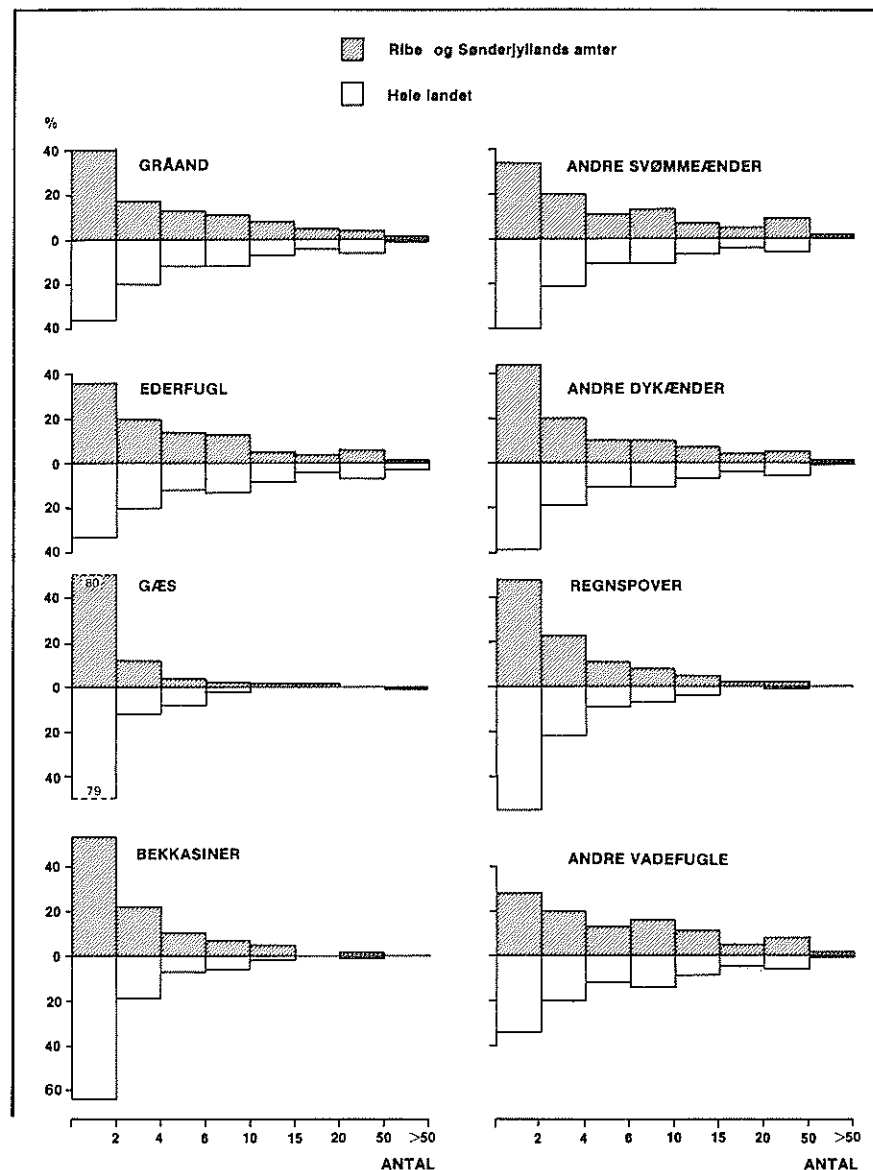 Ribe og Sønderjyllands amter
Hele landet
%
40
20
0
20
40
GRÅAND
ANDRE SVØMMEÆNDER
40
20
0
20
40
EDERFUGL
ANDRE DYKÆNDER
40
20
0
20
40
80
79
GÆS
REGNSPOVER
40
20
0
20
40
60
BEKKASINER
ANDRE VADEFUGLE
2 4 6 10 15 20 50 >50
ANTAL
2 4 6 10 15 20 50 >50
ANTAL